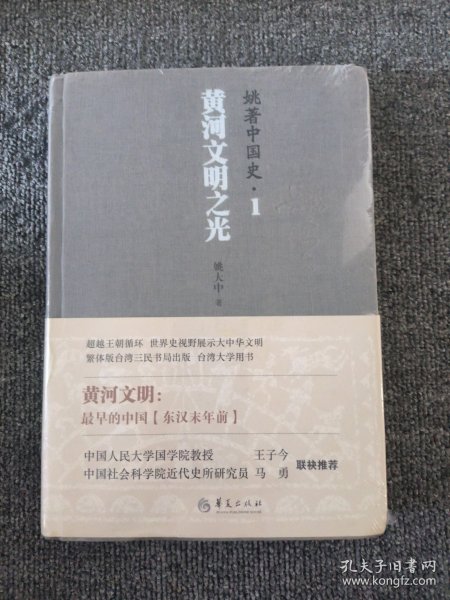 姚著中国史·1
黄河文明之光
姚大中 著
超越王朝循环 世界史视野展示大中华文明
繁体版台湾三民书局出版 台湾大学用书
黄河文明:
最早的中国【东汉末年前】
中国人民大学国学院教授 王子今
中国社会科学院近代史所研究员 马勇
联袂推荐
华夏出版社
孔夫子旧书网
www.kongfz.com